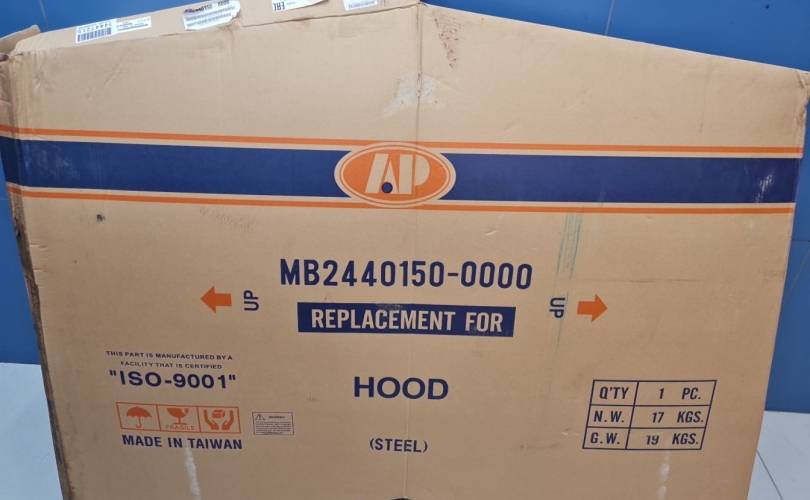 AP
MB2440150-0000
UP
UP
REPLACEMENT FOR
THIS PART IS MANUFACTURED BY A
FACILITY THAT IS CERTIFIED
"ISO-9001"
HOOD
Q'TY 1 PC.
N.W. 17 KGS.
G.W. 19 KGS.
FRAGILE
MADE IN TAIWAN
(STEEL)